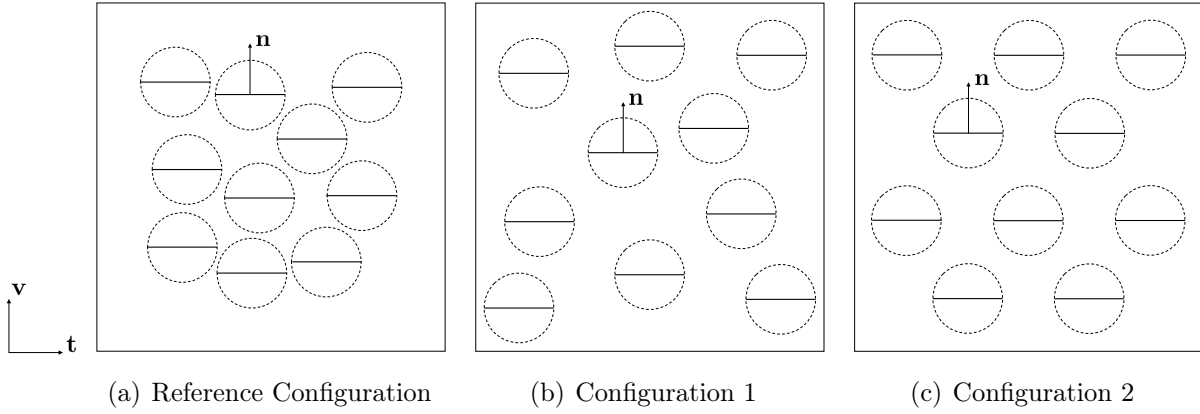 n
n
n
v
t
(a) Reference Configuration
(b) Configuration 1
(c) Configuration 2